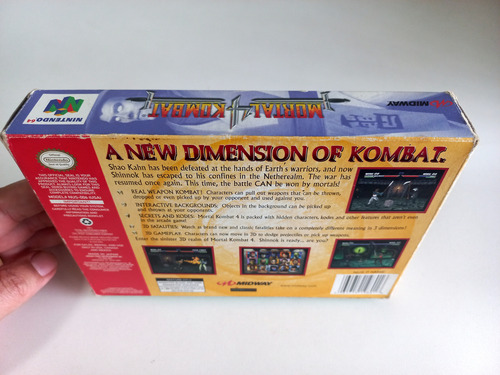 NINTENDO 64
MORTAL KOMBAT 4
MIDWAY
Nintendo
A NEW DIMENSION OF KOMBAT.
Shao Kahn has been defeated at the hands of Earth's warriors, and now
Shinnok has escaped to his confines in the Netherealm. The war has
resumed once again. This time, the battle CAN be won by mortals!
REAL WEAPON KOMBAT! Characters can pull out weapons that can be thrown,
dropped or even picked up by your opponent and used against you.
INTERACTIVE BACKGROUNDS: Objects in the background can be picked up
and thrown at your opponent.
SECRETS AND KODES: Mortal Kombat 4 is packed with hidden characters, kodes and other features that aren't even
in the arcade game!
3D FATALITIES: Watch as brand new and classic fatalities take on a completely different meaning in 3 dimensions!
3D GAMEPLAY: Characters can now move in 3D to dodge projectiles or pick up weapons.
Enter the sinister 3D realm of Mortal Kombat 4. Shinnok is ready...are you?
MIDWAY